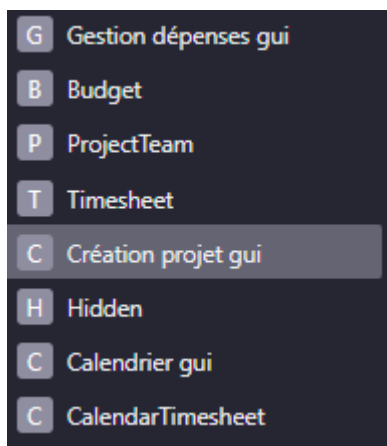 G Gestion dépenses gui
B Budget
P ProjectTeam
T Timesheet
C Création projet gui
H Hidden
C Calendrier gui
C CalendarTimesheet